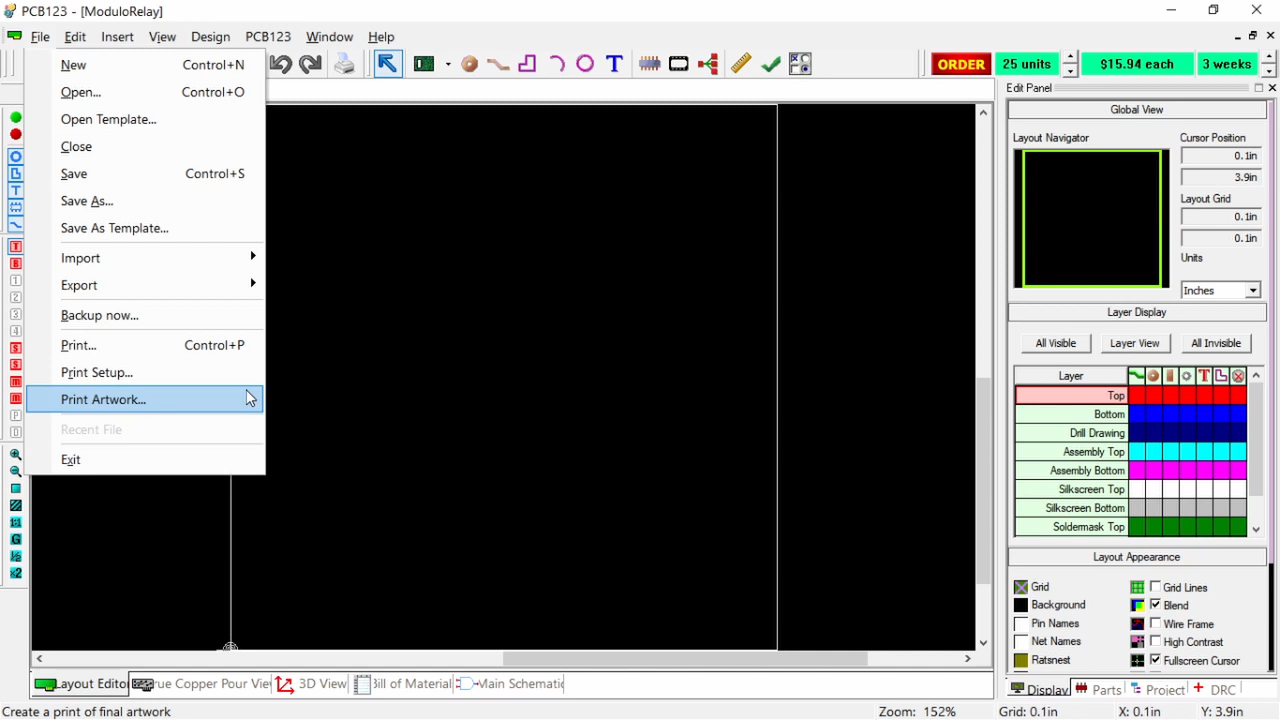 PCB123 - [ModuloRelay]
File Edit Insert View Design PCB123 Window Help
New Control+N
Open... Control+O
Open Template...
Close
Save Control+S
Save As...
Save As Template...
Import
Export
Backup now...
Print... Control+P
Print Setup...
Print Artwork...
Recent File
Exit
ORDER 25 units $15.94 each 3 weeks
Edit Panel
Global View
Layout Navigator
Cursor Position
0.1in
3.9in
Layout Grid
0.1in
0.1in
Units
Inches
Layer Display
All Visible Layer View All Invisible
Layer
Top
Bottom
Drill Drawing
Assembly Top
Assembly Bottom
Silkscreen Top
Silkscreen Bottom
Soldermask Top
Layout Appearance
Grid Grid Lines
Background Blend
Pin Names Wire Frame
Net Names High Contrast
Ratsnest Fullscreen Cursor
Display Parts Project DRC
Layout Editor True Copper Pour View 3D View Bill of Material Main Schematic
Create a print of final artwork
Zoom: 152% Grid: 0.1in X: 0.1in Y: 3.9in